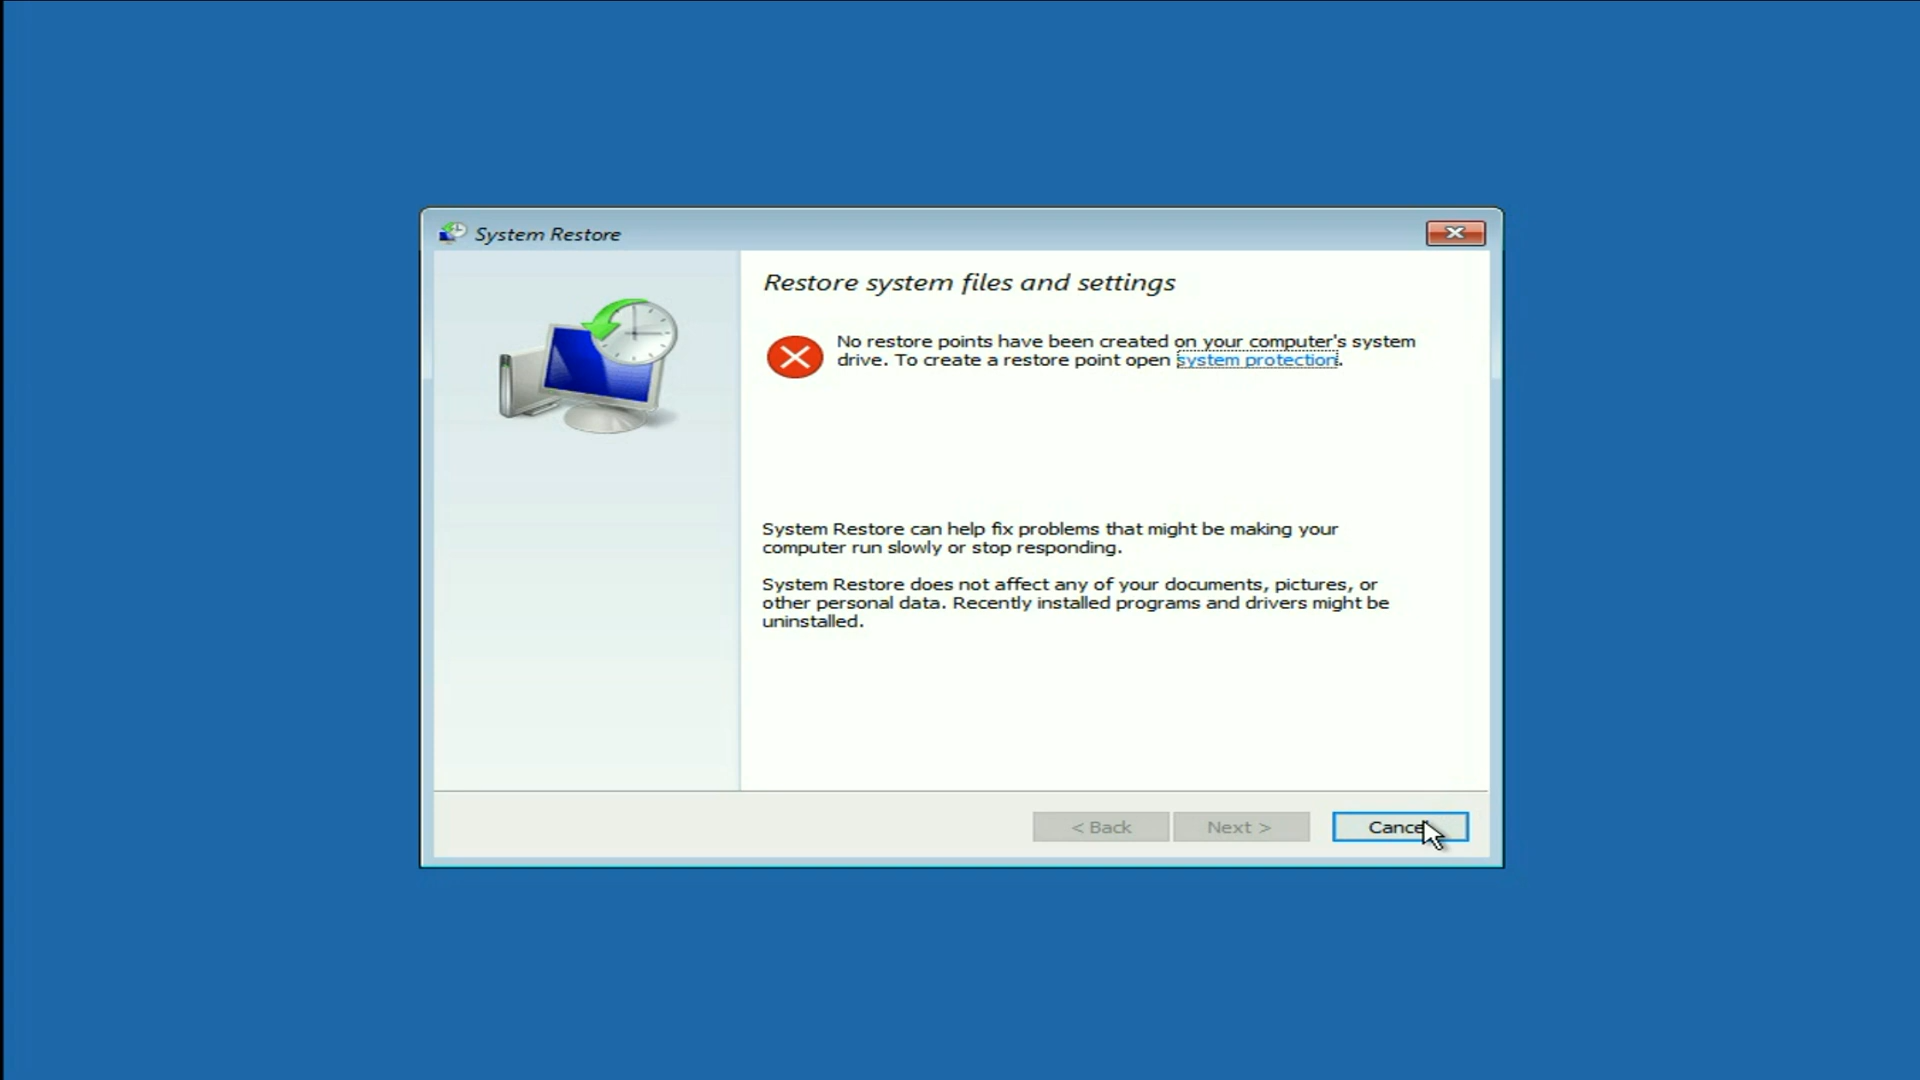 System Restore
Restore system files and settings
No restore points have been created on your computer's system
drive. To create a restore point open system protection.
System Restore can help fix problems that might be making your
computer run slowly or stop responding.
System Restore does not affect any of your documents, pictures, or
other personal data. Recently installed programs and drivers might be
uninstalled.
< Back
Next >
Cancel